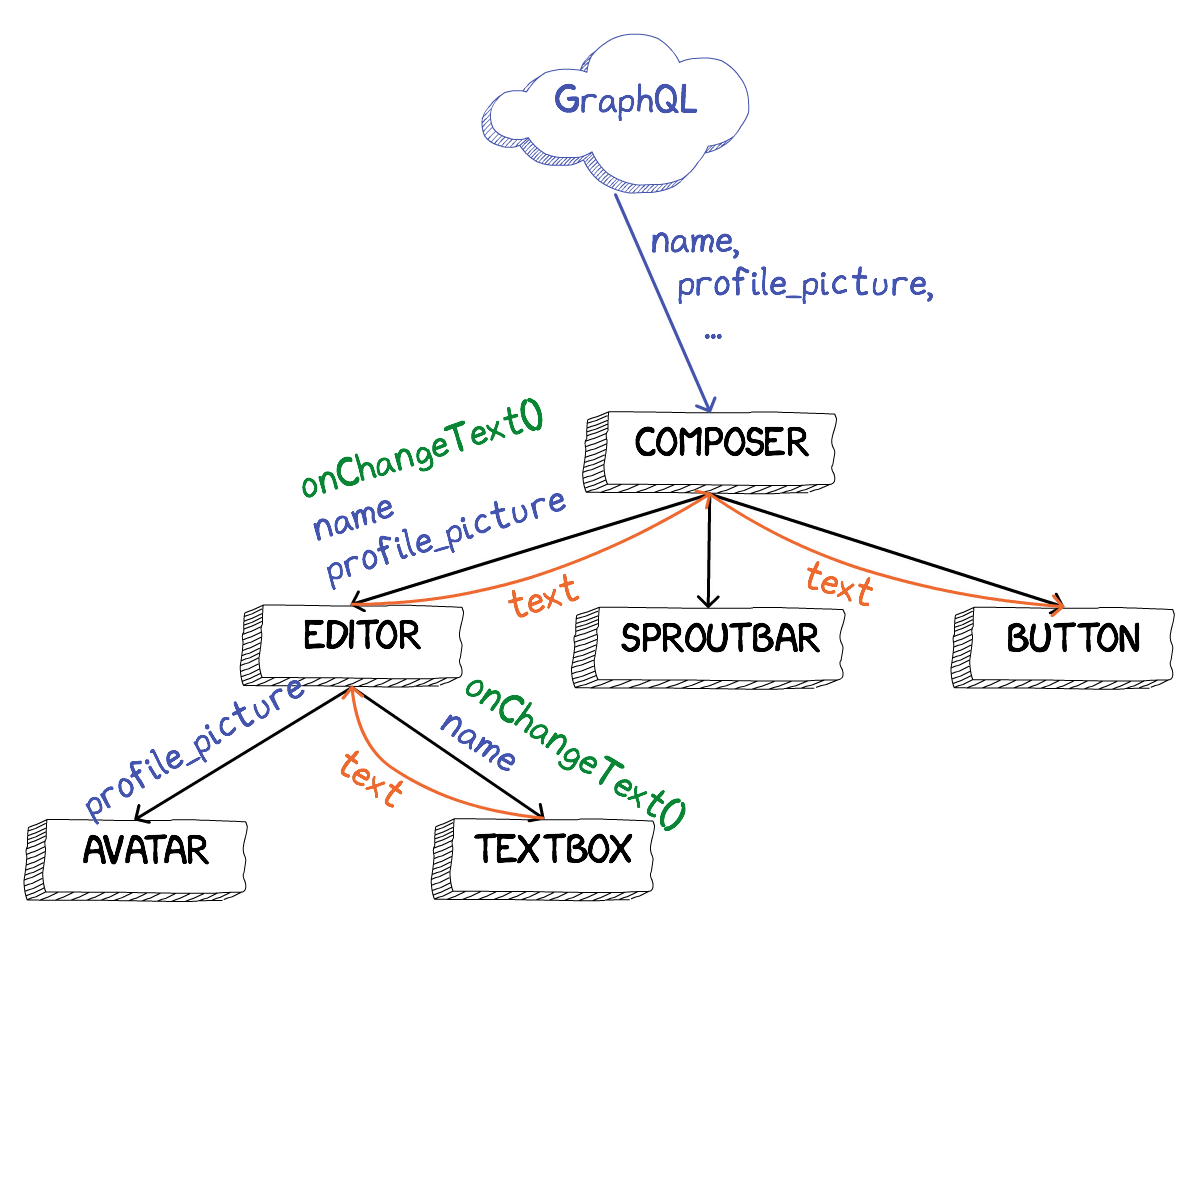 GraphQL
name,
profile_picture,
...
COMPOSER
onChangeText()
name
profile_picture
text
text
EDITOR
SPROUTBAR
BUTTON
profile_picture
name
onChangeText()
text
AVATAR
TEXTBOX